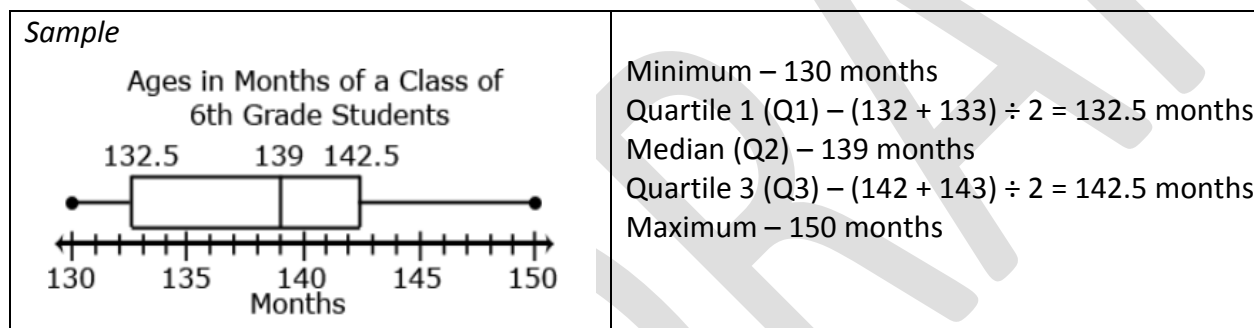 Sample
Ages in Months of a Class of
6th Grade Students
132.5 139 142.5
130 135 140 145 150
Months
Minimum – 130 months
Quartile 1 (Q1) – (132 + 133) ÷ 2 = 132.5 months
Median (Q2) – 139 months
Quartile 3 (Q3) – (142 + 143) ÷ 2 = 142.5 months
Maximum – 150 months